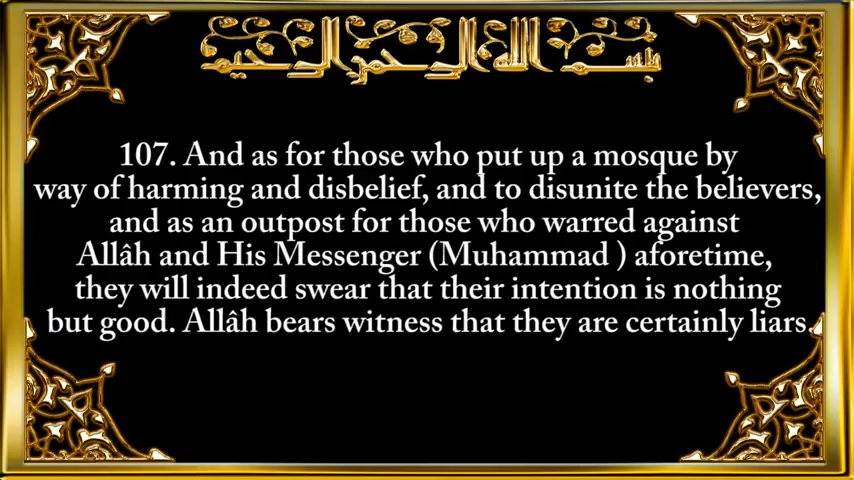 بسم الله الرحمن الرحيم
107. And as for those who put up a mosque by
way of harming and disbelief, and to disunite the believers,
and as an outpost for those who warred against
Allâh and His Messenger (Muhammad ) aforetime,
they will indeed swear that their intention is nothing
but good. Allâh bears witness that they are certainly liars.